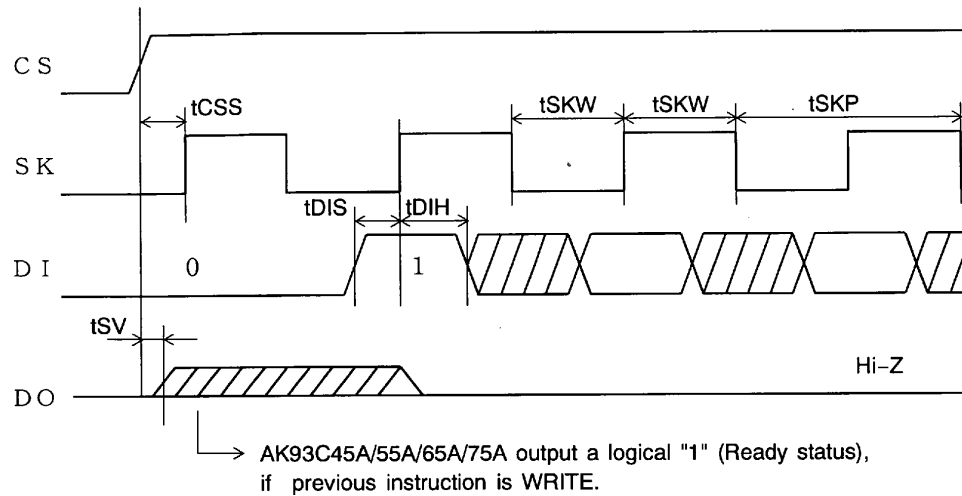 CS
tCSS
tSKW
tSKW
tSKP
SK
tDIS
tDIH
DI
0
1
tSV
Hi-Z
DO
AK93C45A/55A/65A/75A output a logical "1" (Ready status),
if previous instruction is WRITE.